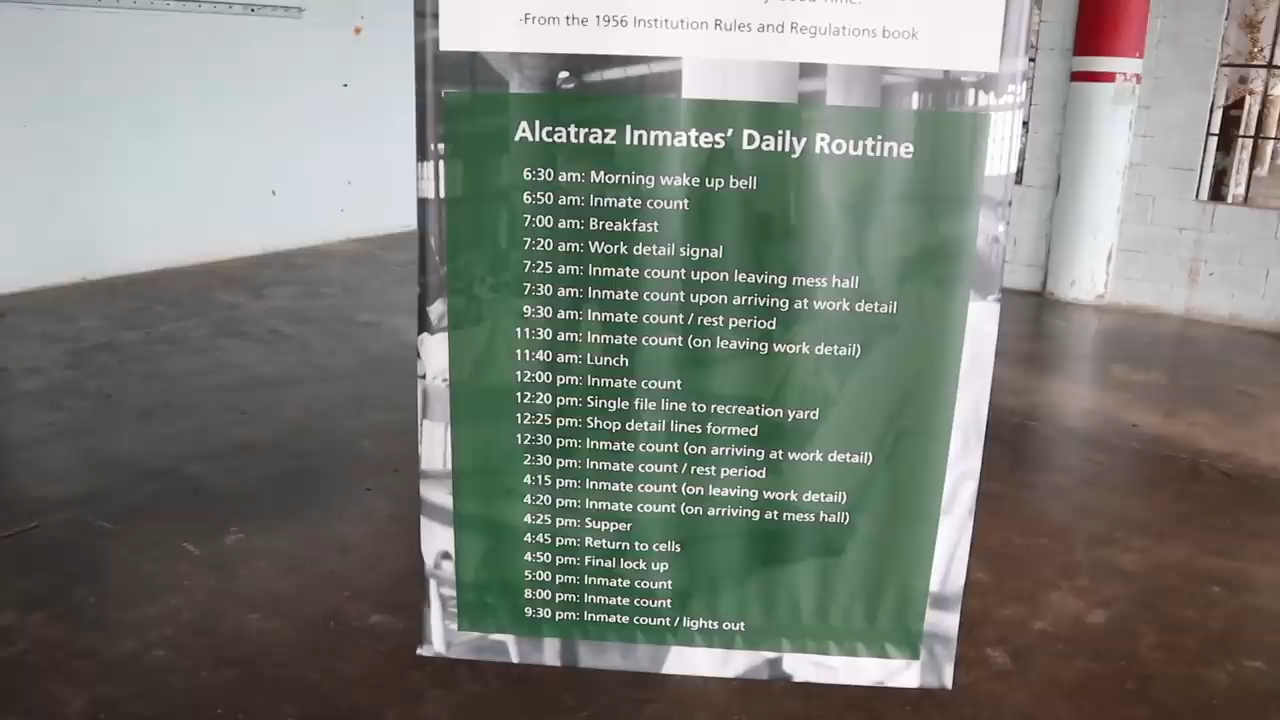 -From the 1956 Institution Rules and Regulations book
Alcatraz Inmates’ Daily Routine
6:30 am: Morning wake up bell
6:50 am: Inmate count
7:00 am: Breakfast
7:20 am: Work detail signal
7:25 am: Inmate count upon leaving mess hall
7:30 am: Inmate count upon arriving at work detail
9:30 am: Inmate count / rest period
11:30 am: Inmate count (on leaving work detail)
11:40 am: Lunch
12:00 pm: Inmate count
12:20 pm: Single file line to recreation yard
12:25 pm: Shop detail lines formed
12:30 pm: Inmate count (on arriving at work detail)
2:30 pm: Inmate count / rest period
4:15 pm: Inmate count (on leaving work detail)
4:20 pm: Inmate count (on arriving at mess hall)
4:25 pm: Supper
4:45 pm: Return to cells
4:50 pm: Final lock up
5:00 pm: Inmate count
8:00 pm: Inmate count
9:30 pm: Inmate count / lights out